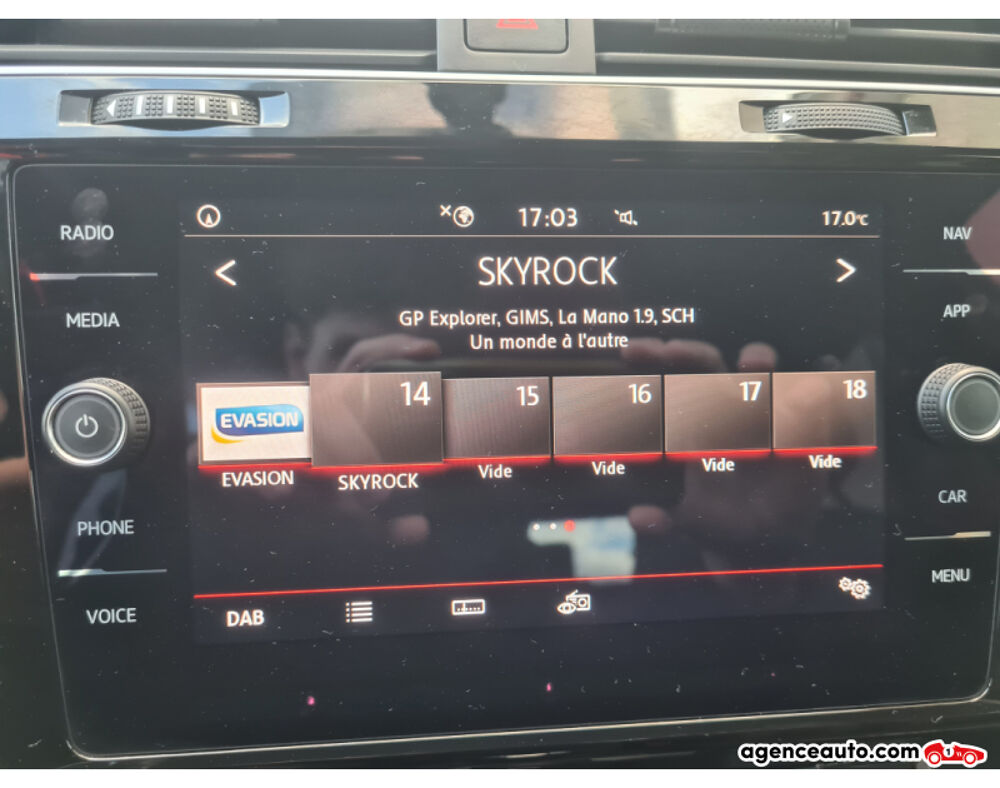 17:03
17.0°C
RADIO
NAV
SKYROCK
MEDIA
APP
GP Explorer, GIMS, La Mano 1.9, SCH
Un monde à l'autre
14
15
16
17
18
EVASION
EVASION
SKYROCK
Vide
Vide
Vide
Vide
CAR
PHONE
MENU
VOICE
DAB
agenceauto.com
1